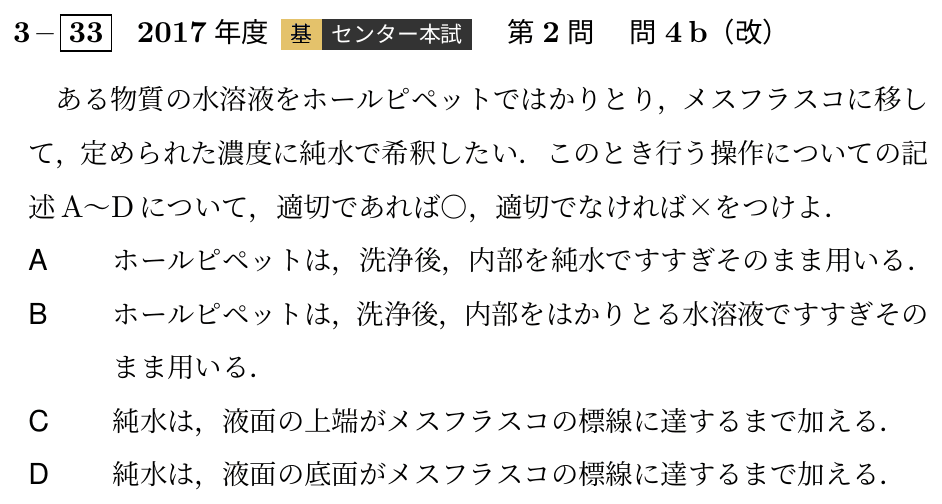 3－33 2017 年度 基 センター本試 第 2 問 問 4 b（改）
ある物質の水溶液をホールピペットではかりとり，メスフラスコに移し
て，定められた濃度に純水で希釈したい．このとき行う操作についての記
述 A〜D について，適切であれば○，適切でなければ×をつけよ．
A ホールピペットは，洗浄後，内部を純水ですすぎそのまま用いる．
B ホールピペットは，洗浄後，内部をはかりとる水溶液ですすぎその
まま用いる．
C 純水は，液面の上端がメスフラスコの標線に達するまで加える．
D 純水は，液面の底面がメスフラスコの標線に達するまで加える．